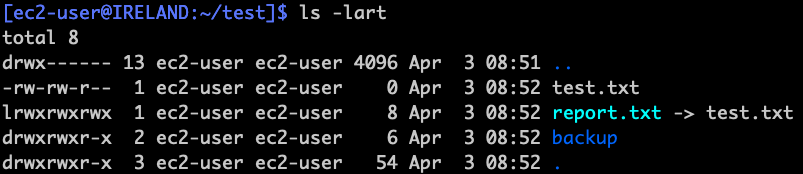 [ec2-user@IRELAND:~/test]$ ls -lart
total 8
drwx------ 13 ec2-user ec2-user 4096 Apr  3 08:51 ..
-rw-rw-r--  1 ec2-user ec2-user    0 Apr  3 08:52 test.txt
lrwxrwxrwx  1 ec2-user ec2-user    8 Apr  3 08:52 report.txt -> test.txt
drwxrwxr-x  2 ec2-user ec2-user    6 Apr  3 08:52 backup
drwxrwxr-x  3 ec2-user ec2-user   54 Apr  3 08:52 .